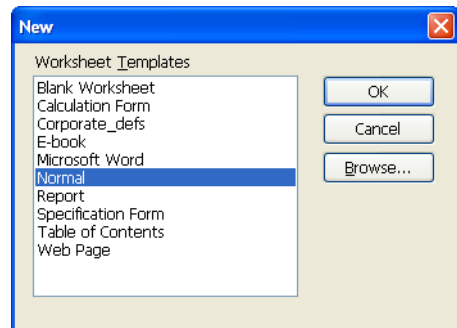 New
Worksheet Templates
Blank Worksheet
Calculation Form
Corporate_defs
E-book
Microsoft Word
Normal
Report
Specification Form
Table of Contents
Web Page
OK
Cancel
Browse...